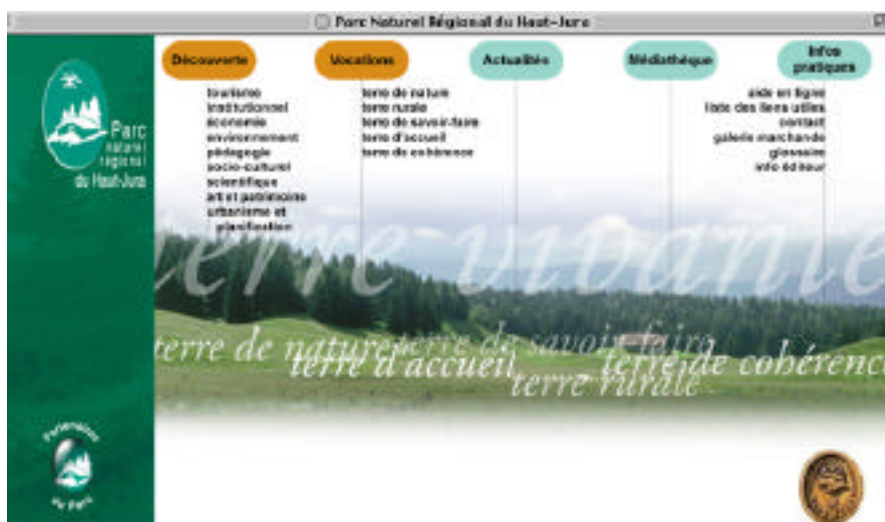 Parc Naturel Régional du Haut-Jura
Parc
naturel
régional
du Haut-Jura
Découverte
tourisme
institutionnel
économie
environnement
pédagogie
socio-culturel
scientifique
art et patrimoine
urbanisme et
planification
Vocations
terre de nature
terre rurale
terre de savoir-faire
terre d'accueil
terre de cohérence
Actualités
Médiathèque
Infos
pratiques
aide en ligne
liste des liens utiles
contact
galerie marchande
glossaire
info éditeur
terre vivante
terre de nature
terre de savoir-faire
terre d'accueil
terre de cohérence
terre rurale
Partenaires
du Parc